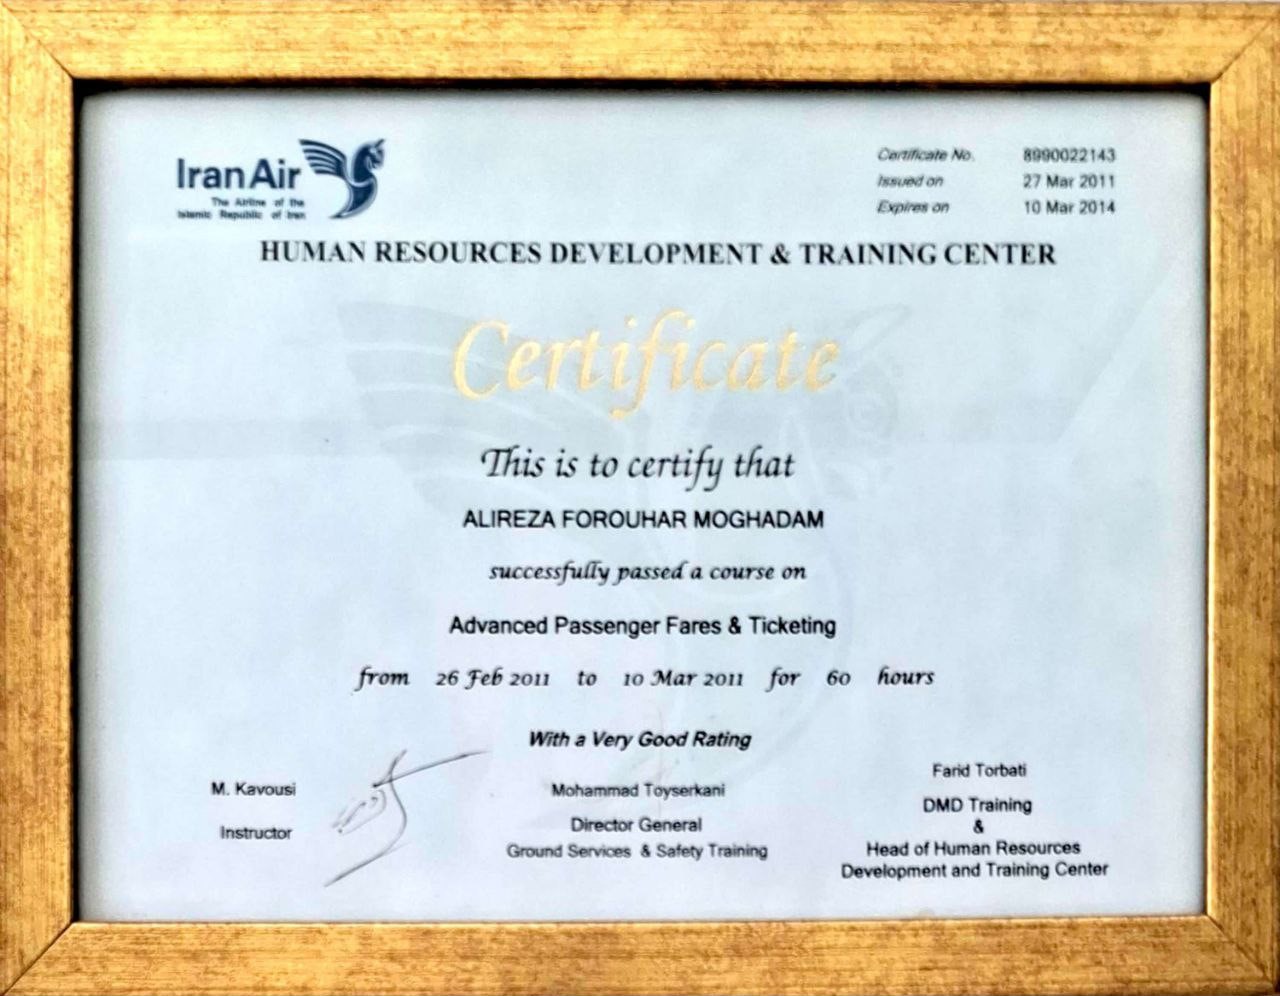 IranAir
The Airline of the
Islamic Republic of Iran
Certificate No. 8990022143
Issued on 27 Mar 2011
Expires on 10 Mar 2014
HUMAN RESOURCES DEVELOPMENT & TRAINING CENTER
Certificate
This is to certify that
ALIREZA FOROUHAR MOGHADAM
successfully passed a course on
Advanced Passenger Fares & Ticketing
from 26 Feb 2011 to 10 Mar 2011 for 60 hours
With a Very Good Rating
M. Kavousi
Instructor
Mohammad Toyserkani
Director General
Ground Services & Safety Training
Farid Torbati
DMD Training
&
Head of Human Resources
Development and Training Center